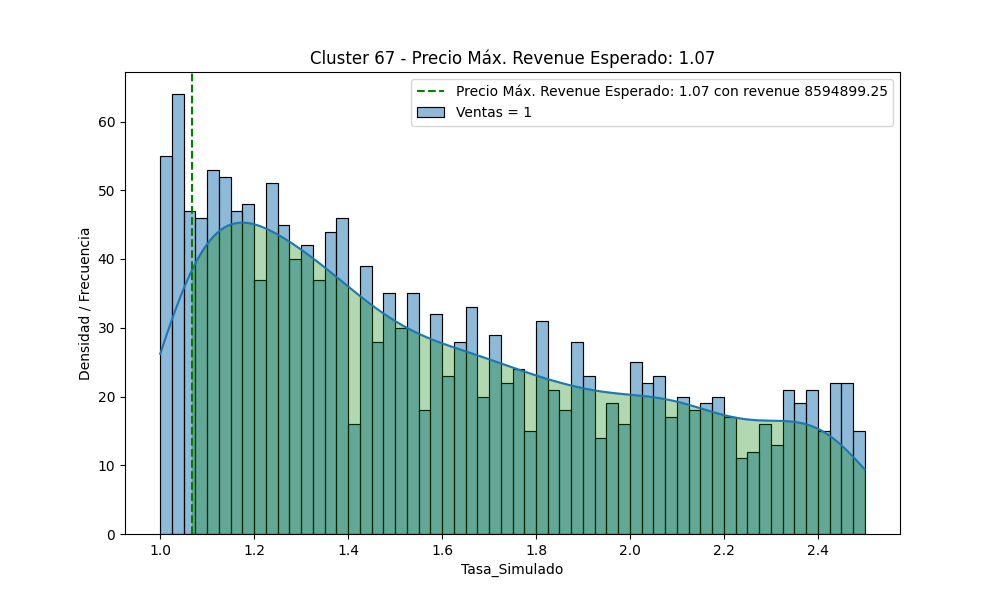 Cluster 67 - Precio Máx. Revenue Esperado: 1.07
Precio Máx. Revenue Esperado: 1.07 con revenue 8594899.25
Ventas = 1
Densidad / Frecuencia
60
50
40
30
20
10
0
1.0 1.2 1.4 1.6 1.8 2.0 2.2 2.4
Tasa_Simulado